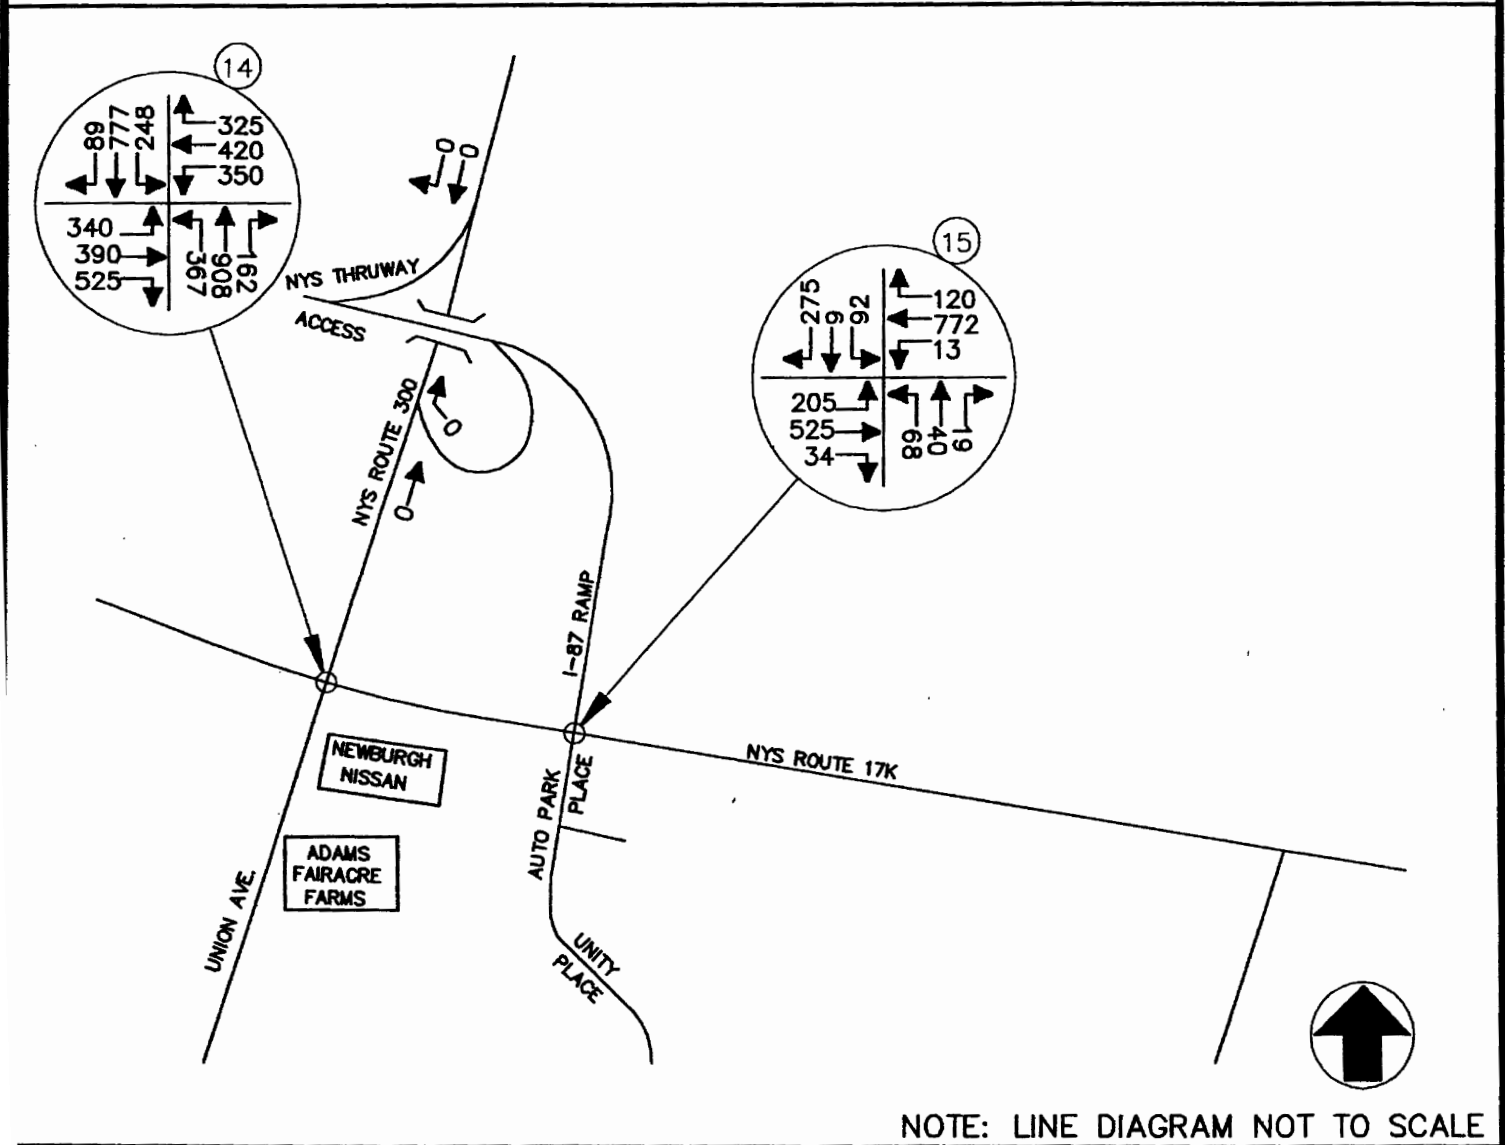 14
89
777
248
325
420
350
340
390
525
367
908
162
0
0
NYS THRUWAY
ACCESS
15
275
9
92
120
772
13
205
525
34
68
40
19
NYS ROUTE 300
0
0
I-87 RAMP
NEWBURGH
NISSAN
ADAMS
FAIRACRE
FARMS
UNION AVE.
AUTO PARK
PLACE
NYS ROUTE 17K
UNITY
PLACE
NOTE: LINE DIAGRAM NOT TO SCALE